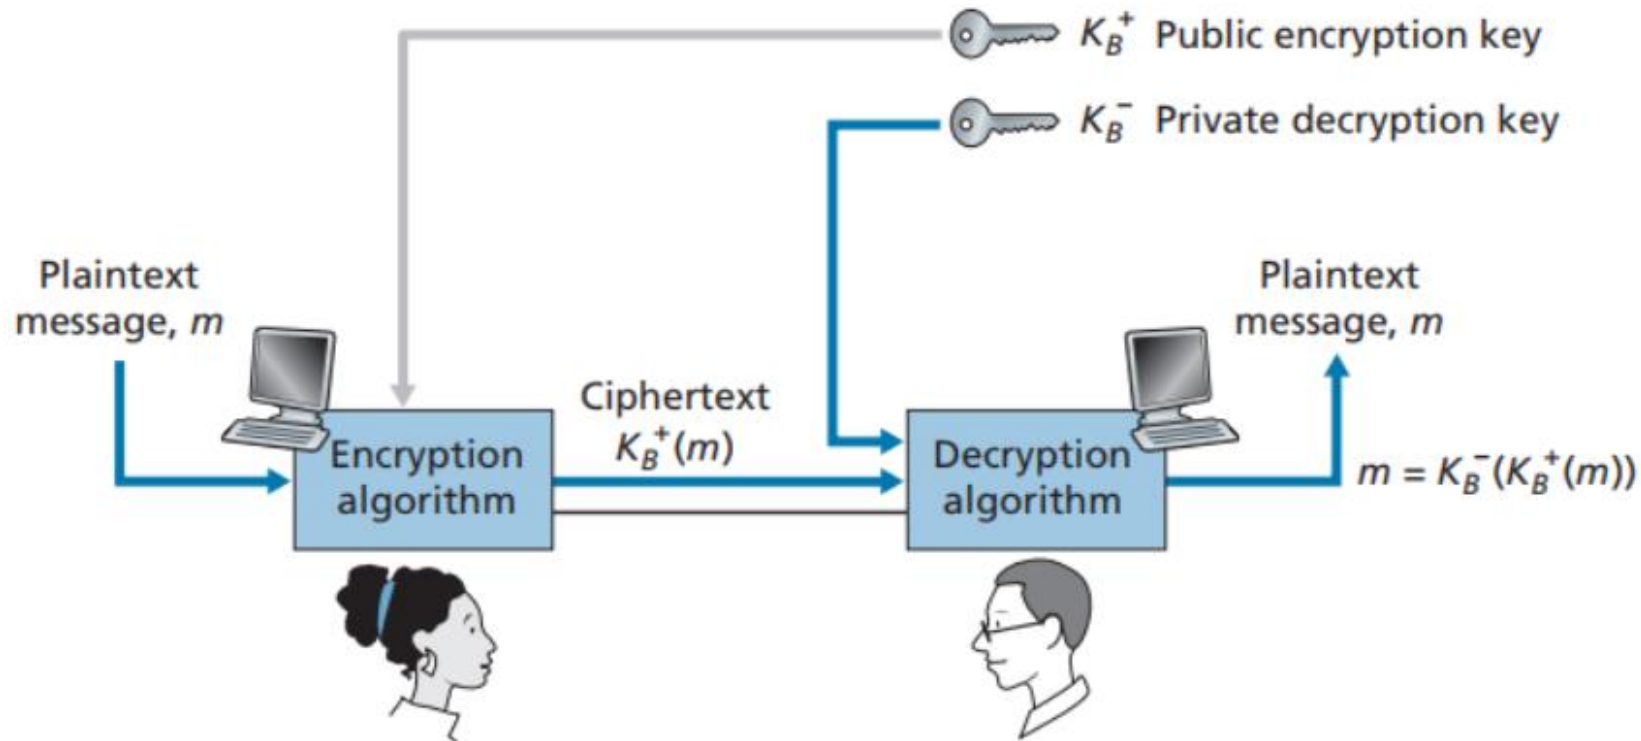 K_B^+ Public encryption key
K_B^- Private decryption key
Plaintext
message, m
Plaintext
message, m
Ciphertext
K_B^+(m)
Encryption
algorithm
Decryption
algorithm
m = K_B^-(K_B^+(m))